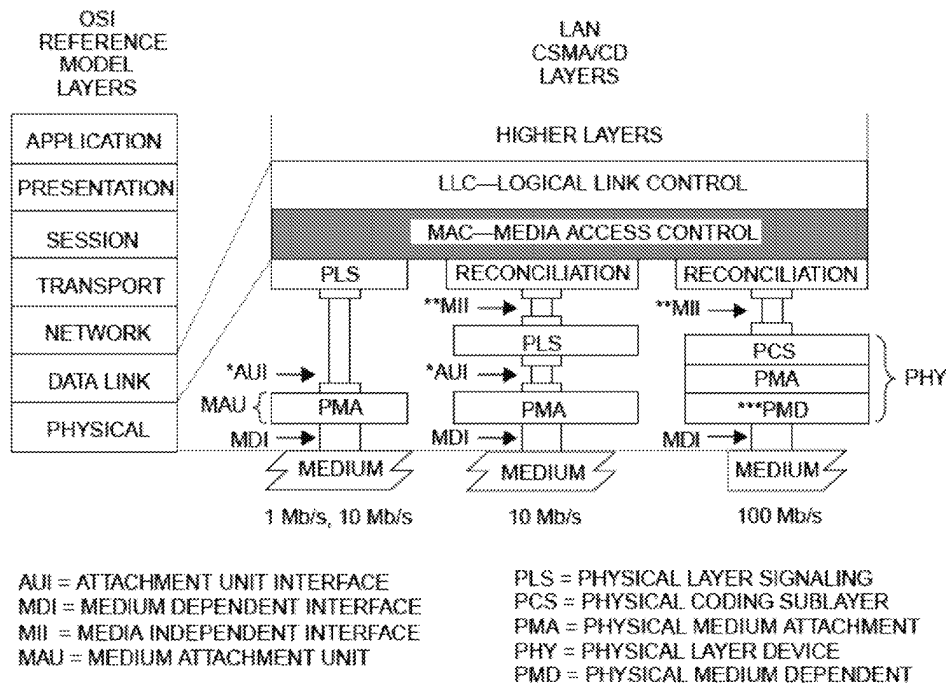 OSI
REFERENCE
MODEL
LAYERS
LAN
CSMA/CD
LAYERS
APPLICATION
PRESENTATION
SESSION
TRANSPORT
NETWORK
DATA LINK
PHYSICAL
HIGHER LAYERS
LLC—LOGICAL LINK CONTROL
MAC—MEDIA ACCESS CONTROL
PLS
RECONCILIATION
RECONCILIATION
**MII
**MII
PLS
PCS
*AUI
*AUI
PMA
PHY
MAU
PMA
PMA
***PMD
MDI
MDI
MDI
MEDIUM
MEDIUM
MEDIUM
1 Mb/s, 10 Mb/s
10 Mb/s
100 Mb/s
AUI = ATTACHMENT UNIT INTERFACE
MDI = MEDIUM DEPENDENT INTERFACE
MII = MEDIA INDEPENDENT INTERFACE
MAU = MEDIUM ATTACHMENT UNIT
PLS = PHYSICAL LAYER SIGNALING
PCS = PHYSICAL CODING SUBLAYER
PMA = PHYSICAL MEDIUM ATTACHMENT
PHY = PHYSICAL LAYER DEVICE
PMD = PHYSICAL MEDIUM DEPENDENT